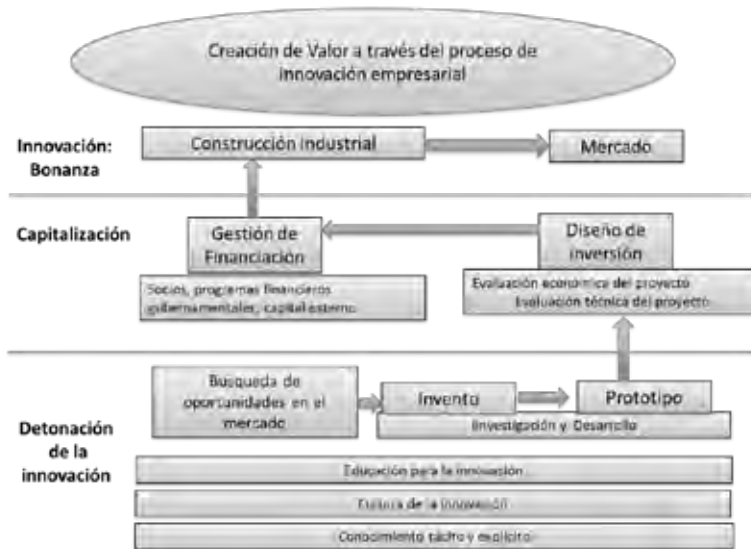 Creación de Valor a través del proceso de
innovación empresarial
Innovación:
Bonanza
Construcción Industrial
Mercado
Capitalización
Gestión de
Financiación
Socios, programas financieros
gubernamentales, capital externo
Diseño de
inversión
Evaluación económica del proyecto
Evaluación técnica del proyecto
Detonación
de la
innovación
Búsqueda de
oportunidades en el
mercado
Invento
Prototipo
Investigación y Desarrollo
Educación para la innovación
Cultura de la innovación
Conocimiento tácito y explícito